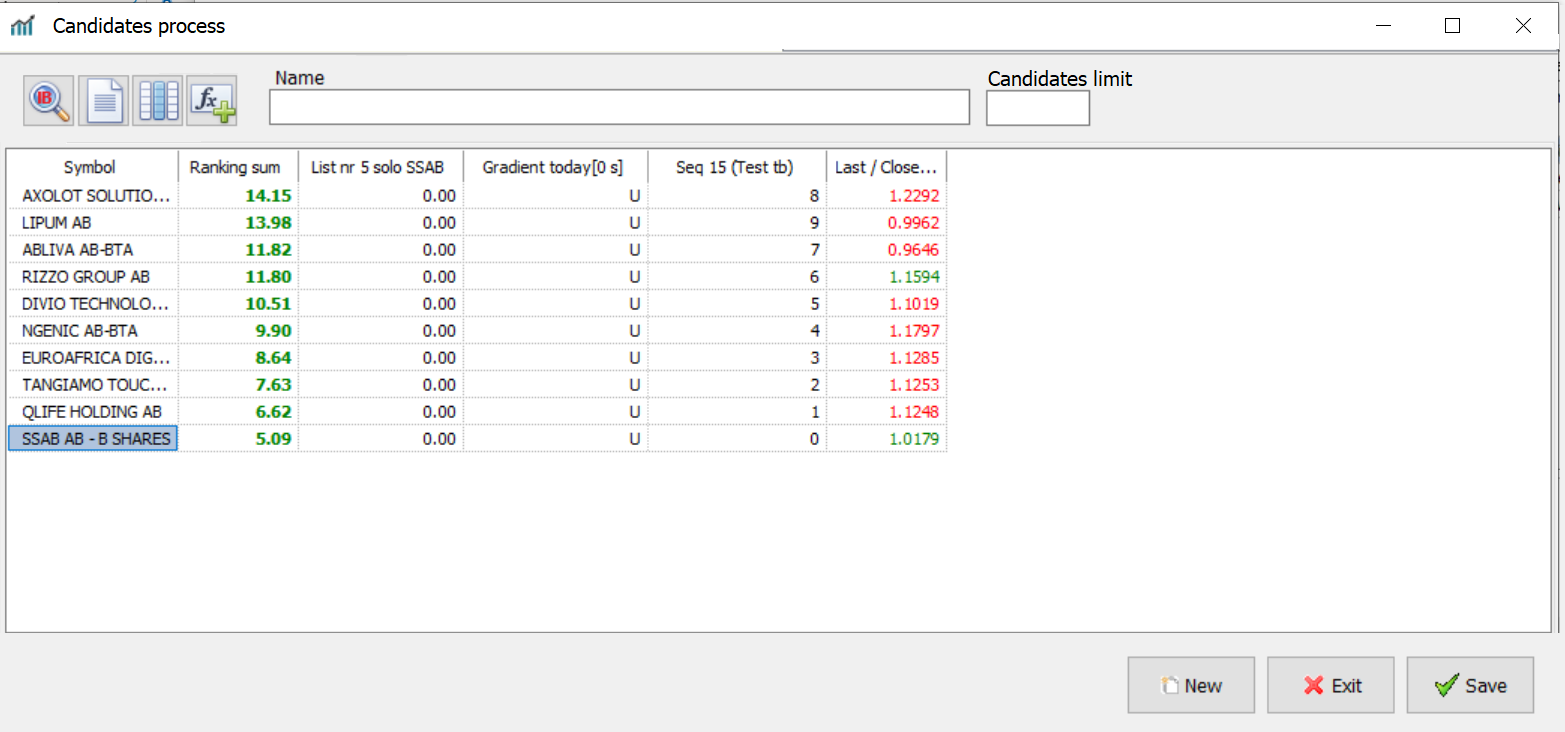 Candidates process
Name
Candidates limit
IB
fx
Symbol Ranking sum List nr 5 solo SSAB Gradient today[0 s] Seq 15 (Test tb) Last / Close...
AXOLOT SOLUTIO... 14.15 0.00 U 8 1.2292
LIPUM AB 13.98 0.00 U 9 0.9962
ABLIVA AB-BTA 11.82 0.00 U 7 0.9646
RIZZO GROUP AB 11.80 0.00 U 6 1.1594
DIVIO TECHNOLO... 10.51 0.00 U 5 1.1019
NGENIC AB-BTA 9.90 0.00 U 4 1.1797
EUROAFRICA DIG... 8.64 0.00 U 3 1.1285
TANGIAMO TOUC... 7.63 0.00 U 2 1.1253
QLIFE HOLDING AB 6.62 0.00 U 1 1.1248
SSAB AB - B SHARES 5.09 0.00 U 0 1.0179
New Exit Save